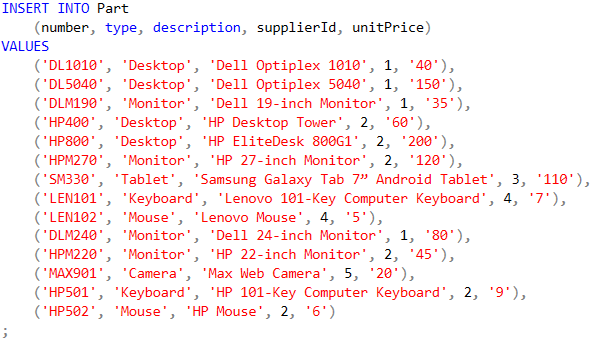 INSERT INTO Part
(number, type, description, supplierId, unitPrice)
VALUES
('DL1010', 'Desktop', 'Dell Optiplex 1010', 1, '40'),
('DL5040', 'Desktop', 'Dell Optiplex 5040', 1, '150'),
('DLM190', 'Monitor', 'Dell 19-inch Monitor', 1, '35'),
('HP400', 'Desktop', 'HP Desktop Tower', 2, '60'),
('HP800', 'Desktop', 'HP EliteDesk 800G1', 2, '200'),
('HPM270', 'Monitor', 'HP 27-inch Monitor', 2, '120'),
('SM330', 'Tablet', 'Samsung Galaxy Tab 7” Android Tablet', 3, '110'),
('LEN101', 'Keyboard', 'Lenovo 101-Key Computer Keyboard', 4, '7'),
('LEN102', 'Mouse', 'Lenovo Mouse', 4, '5'),
('DLM240', 'Monitor', 'Dell 24-inch Monitor', 1, '80'),
('HPM220', 'Monitor', 'HP 22-inch Monitor', 2, '45'),
('MAX901', 'Camera', 'Max Web Camera', 5, '20'),
('HP501', 'Keyboard', 'HP 101-Key Computer Keyboard', 2, '9'),
('HP502', 'Mouse', 'HP Mouse', 2, '6')
;